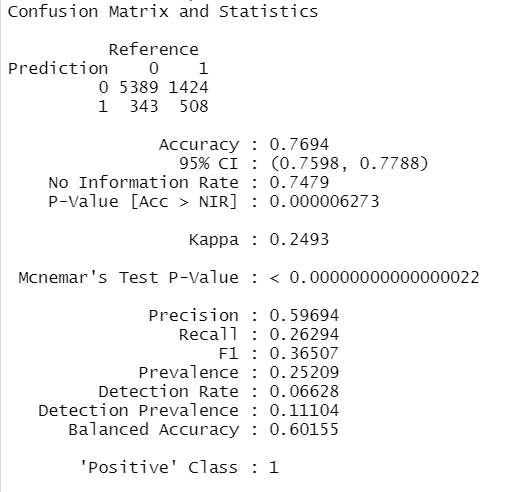 Confusion Matrix and Statistics
Reference
Prediction 0 1
0 5389 1424
1 343 508
Accuracy : 0.7694
95% CI : (0.7598, 0.7788)
No Information Rate : 0.7479
P-Value [Acc > NIR] : 0.000006273
Kappa : 0.2493
Mcnemar's Test P-Value : < 0.00000000000000022
Precision : 0.59694
Recall : 0.26294
F1 : 0.36507
Prevalence : 0.25209
Detection Rate : 0.06628
Detection Prevalence : 0.11104
Balanced Accuracy : 0.60155
'Positive' Class : 1